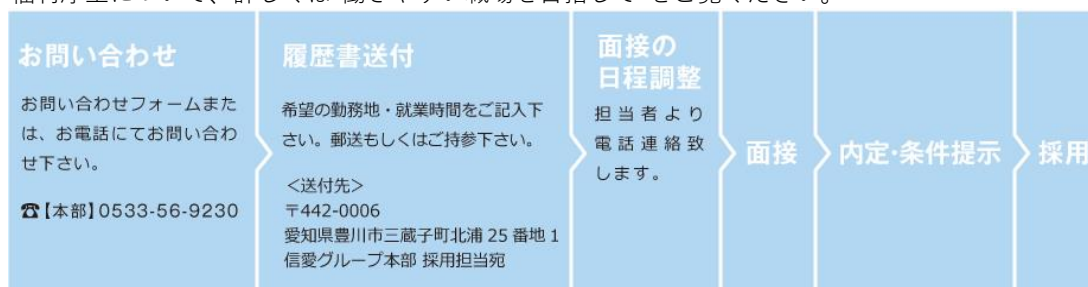 お問い合わせ
お問い合わせフォームまた
は、お電話にてお問い合わ
せ下さい。
☎【本部】0533-56-9230
履歴書送付
希望の勤務地・就業時間をご記入下
さい。郵送もしくはご持参下さい。
＜送付先＞
〒442-0006
愛知県豊川市三蔵子町北浦 25 番地 1
信愛グループ本部 採用担当宛
面接の
日程調整
担当者より
電話連絡致
します。
面接
内定・条件提示
採用